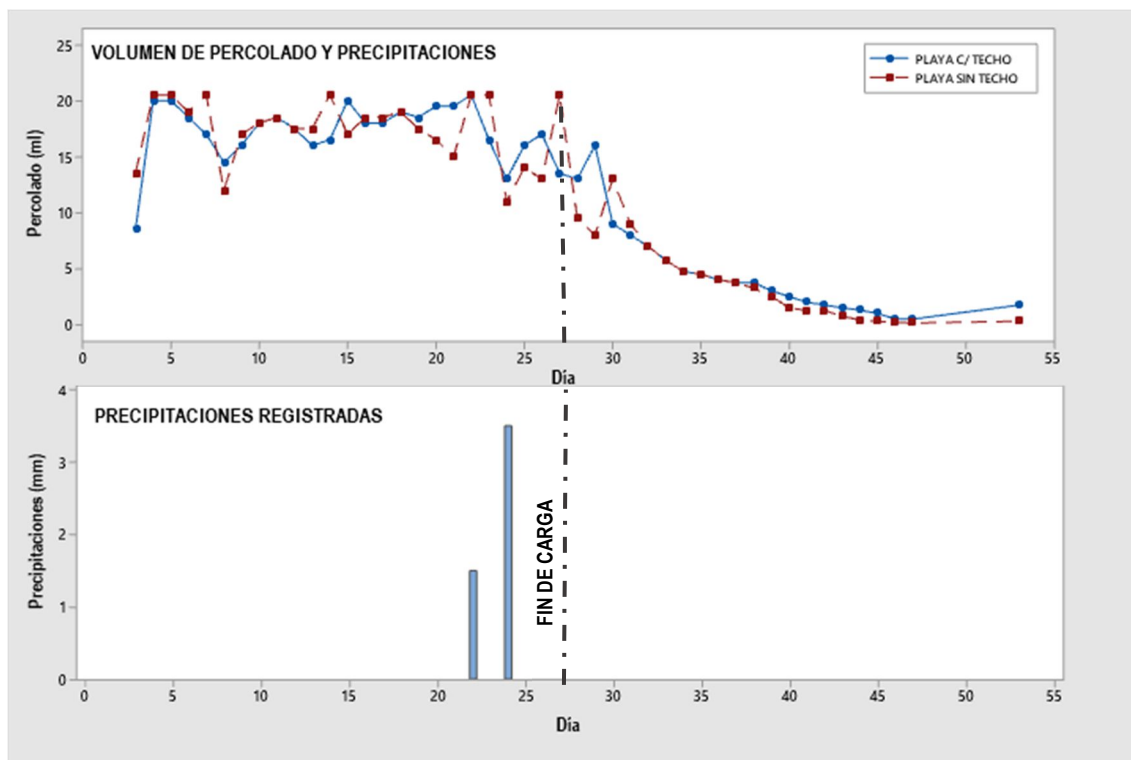 VOLUMEN DE PERCOLADO Y PRECIPITACIONES
PLAYA C/ TECHO
PLAYA SIN TECHO
Percolado (ml)
25
20
15
10
5
0
0 5 10 15 20 25 30 35 40 45 50 55
Día
PRECIPITACIONES REGISTRADAS
Precipitaciones (mm)
4
3
2
1
0
FIN DE CARGA
0 5 10 15 20 25 30 35 40 45 50 55
Día